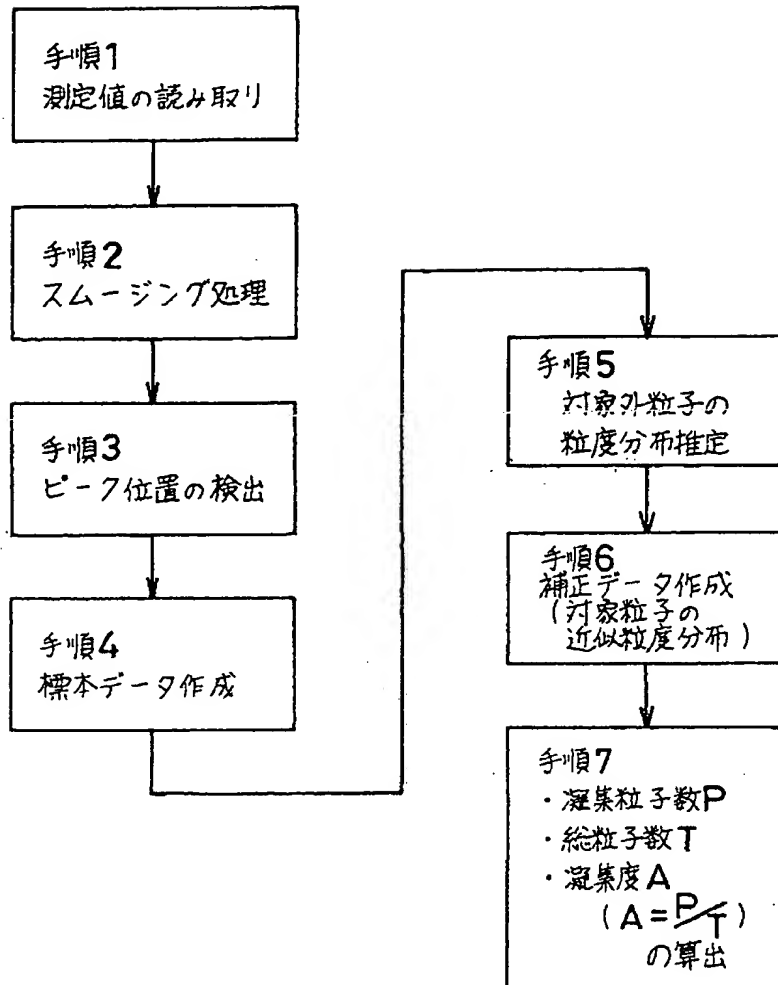 手順1
測定値の読み取り
手順2
スムージング処理
手順3
ピーク位置の検出
手順4
標本データ作成
手順5
対象外粒子の
粒度分布推定
手順6
補正データ作成
(対象粒子の
近似粒度分布)
手順7
・凝集粒子数P
・総粒子数T
・凝集度A
(A=P/T)
の算出